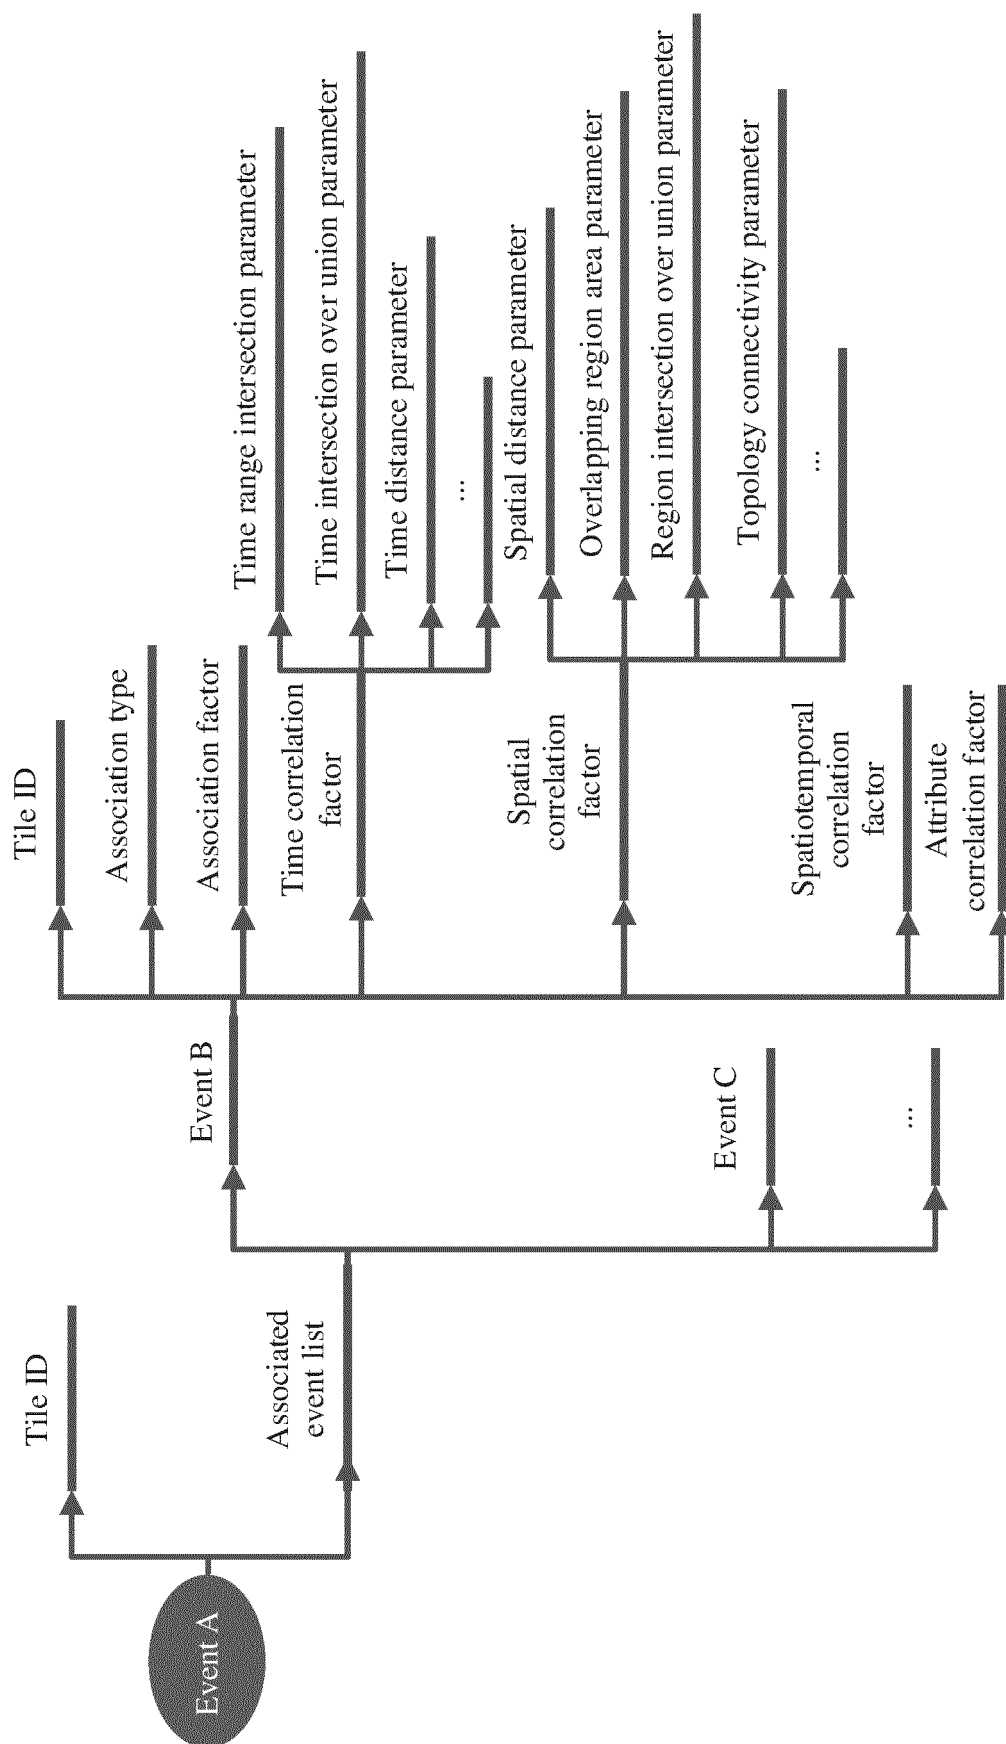 Event A
Tile ID
Associated
event list
Event B
Event C
...
Tile ID
Association type
Association factor
Time correlation
factor
Spatial
correlation
factor
Spatiotemporal
correlation
factor
Attribute
correlation factor
Time range intersection parameter
Time intersection over union parameter
Time distance parameter
...
Spatial distance parameter
Overlapping region area parameter
Region intersection over union parameter
Topology connectivity parameter
...